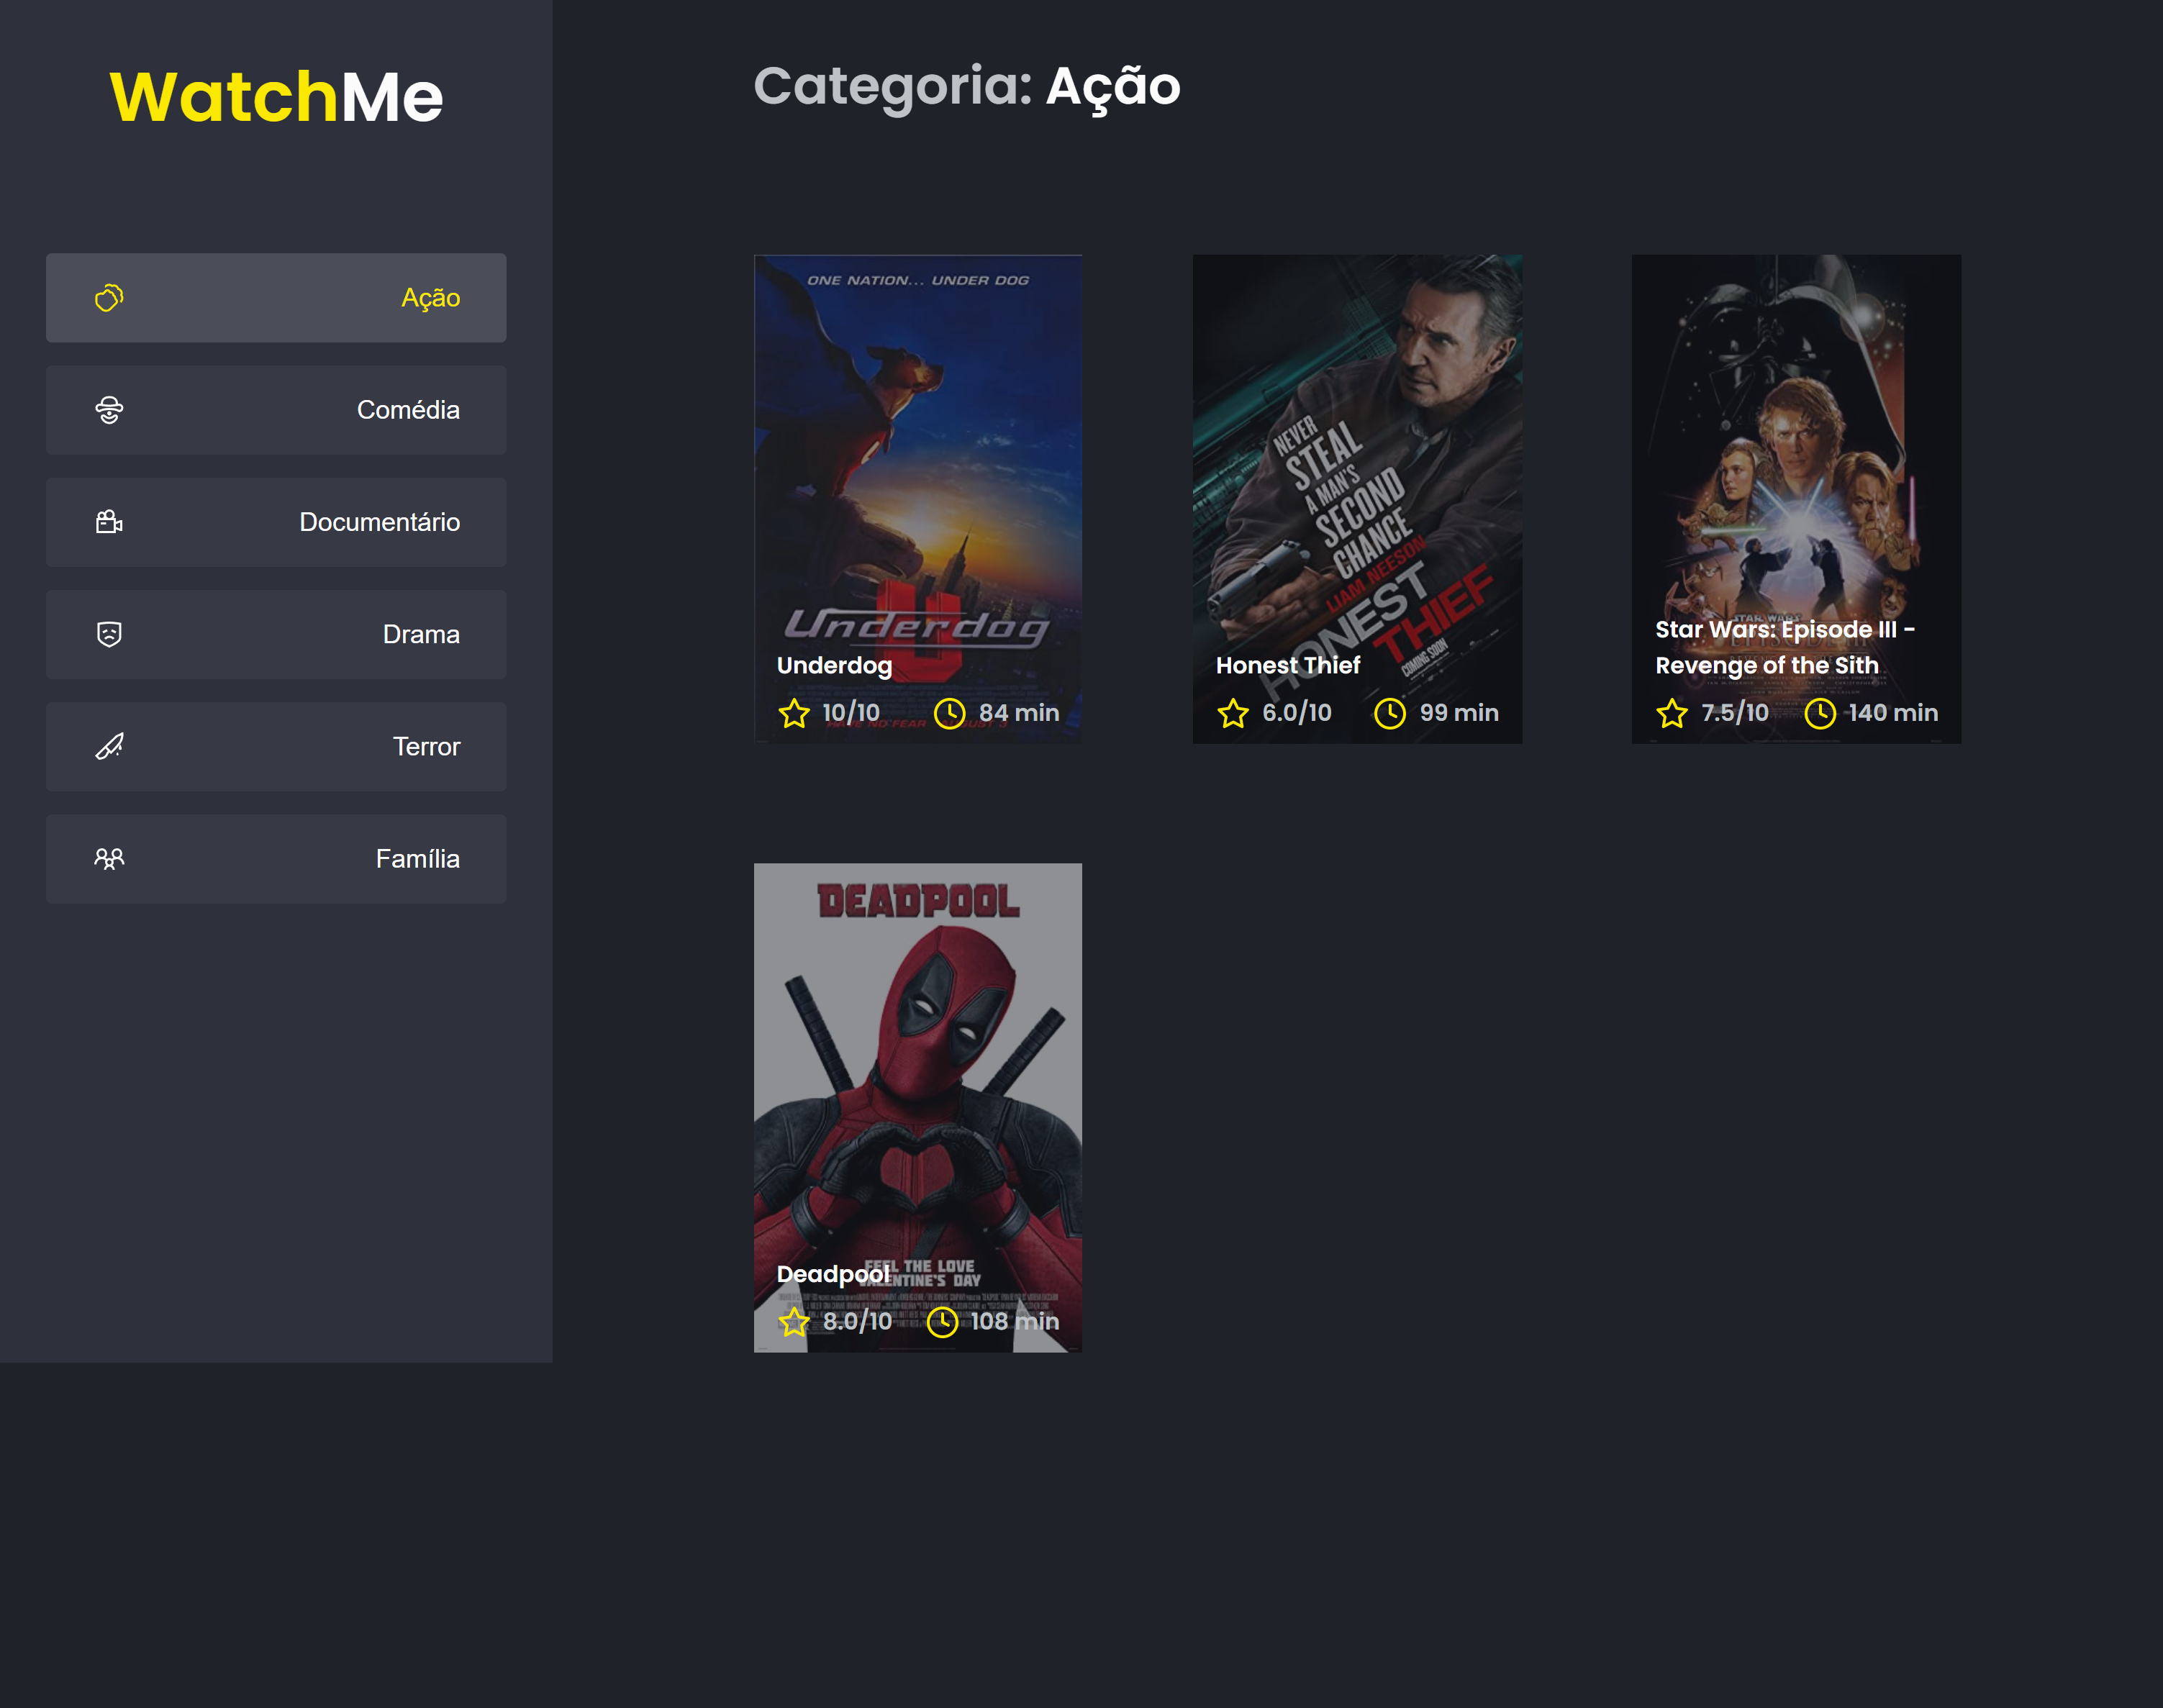 WatchMe
Ação
Comédia
Documentário
Drama
Terror
Família
Categoria: Ação
ONE NATION... UNDER DOG
Underdog
Underdog
10/10 84 min
NEVER
STEAL
A MAN'S
SECOND
CHANCE
LIAM NEESON
HONEST
THIEF
COMING SOON
Honest Thief
6.0/10 99 min
STAR WARS
Star Wars: Episode III -
Revenge of the Sith
7.5/10 140 min
DEADPOOL
FEEL THE LOVE
VALENTINE'S DAY
Deadpool
8.0/10 108 min